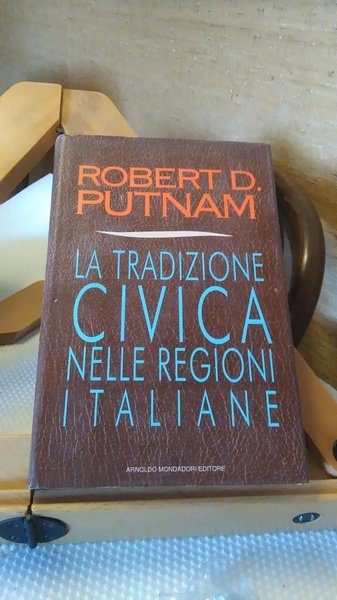 ROBERT D.
PUTNAM
LA TRADIZIONE
CIVICA
NELLE REGIONI
ITALIANE
ARNOLDO MONDADORI EDITORE